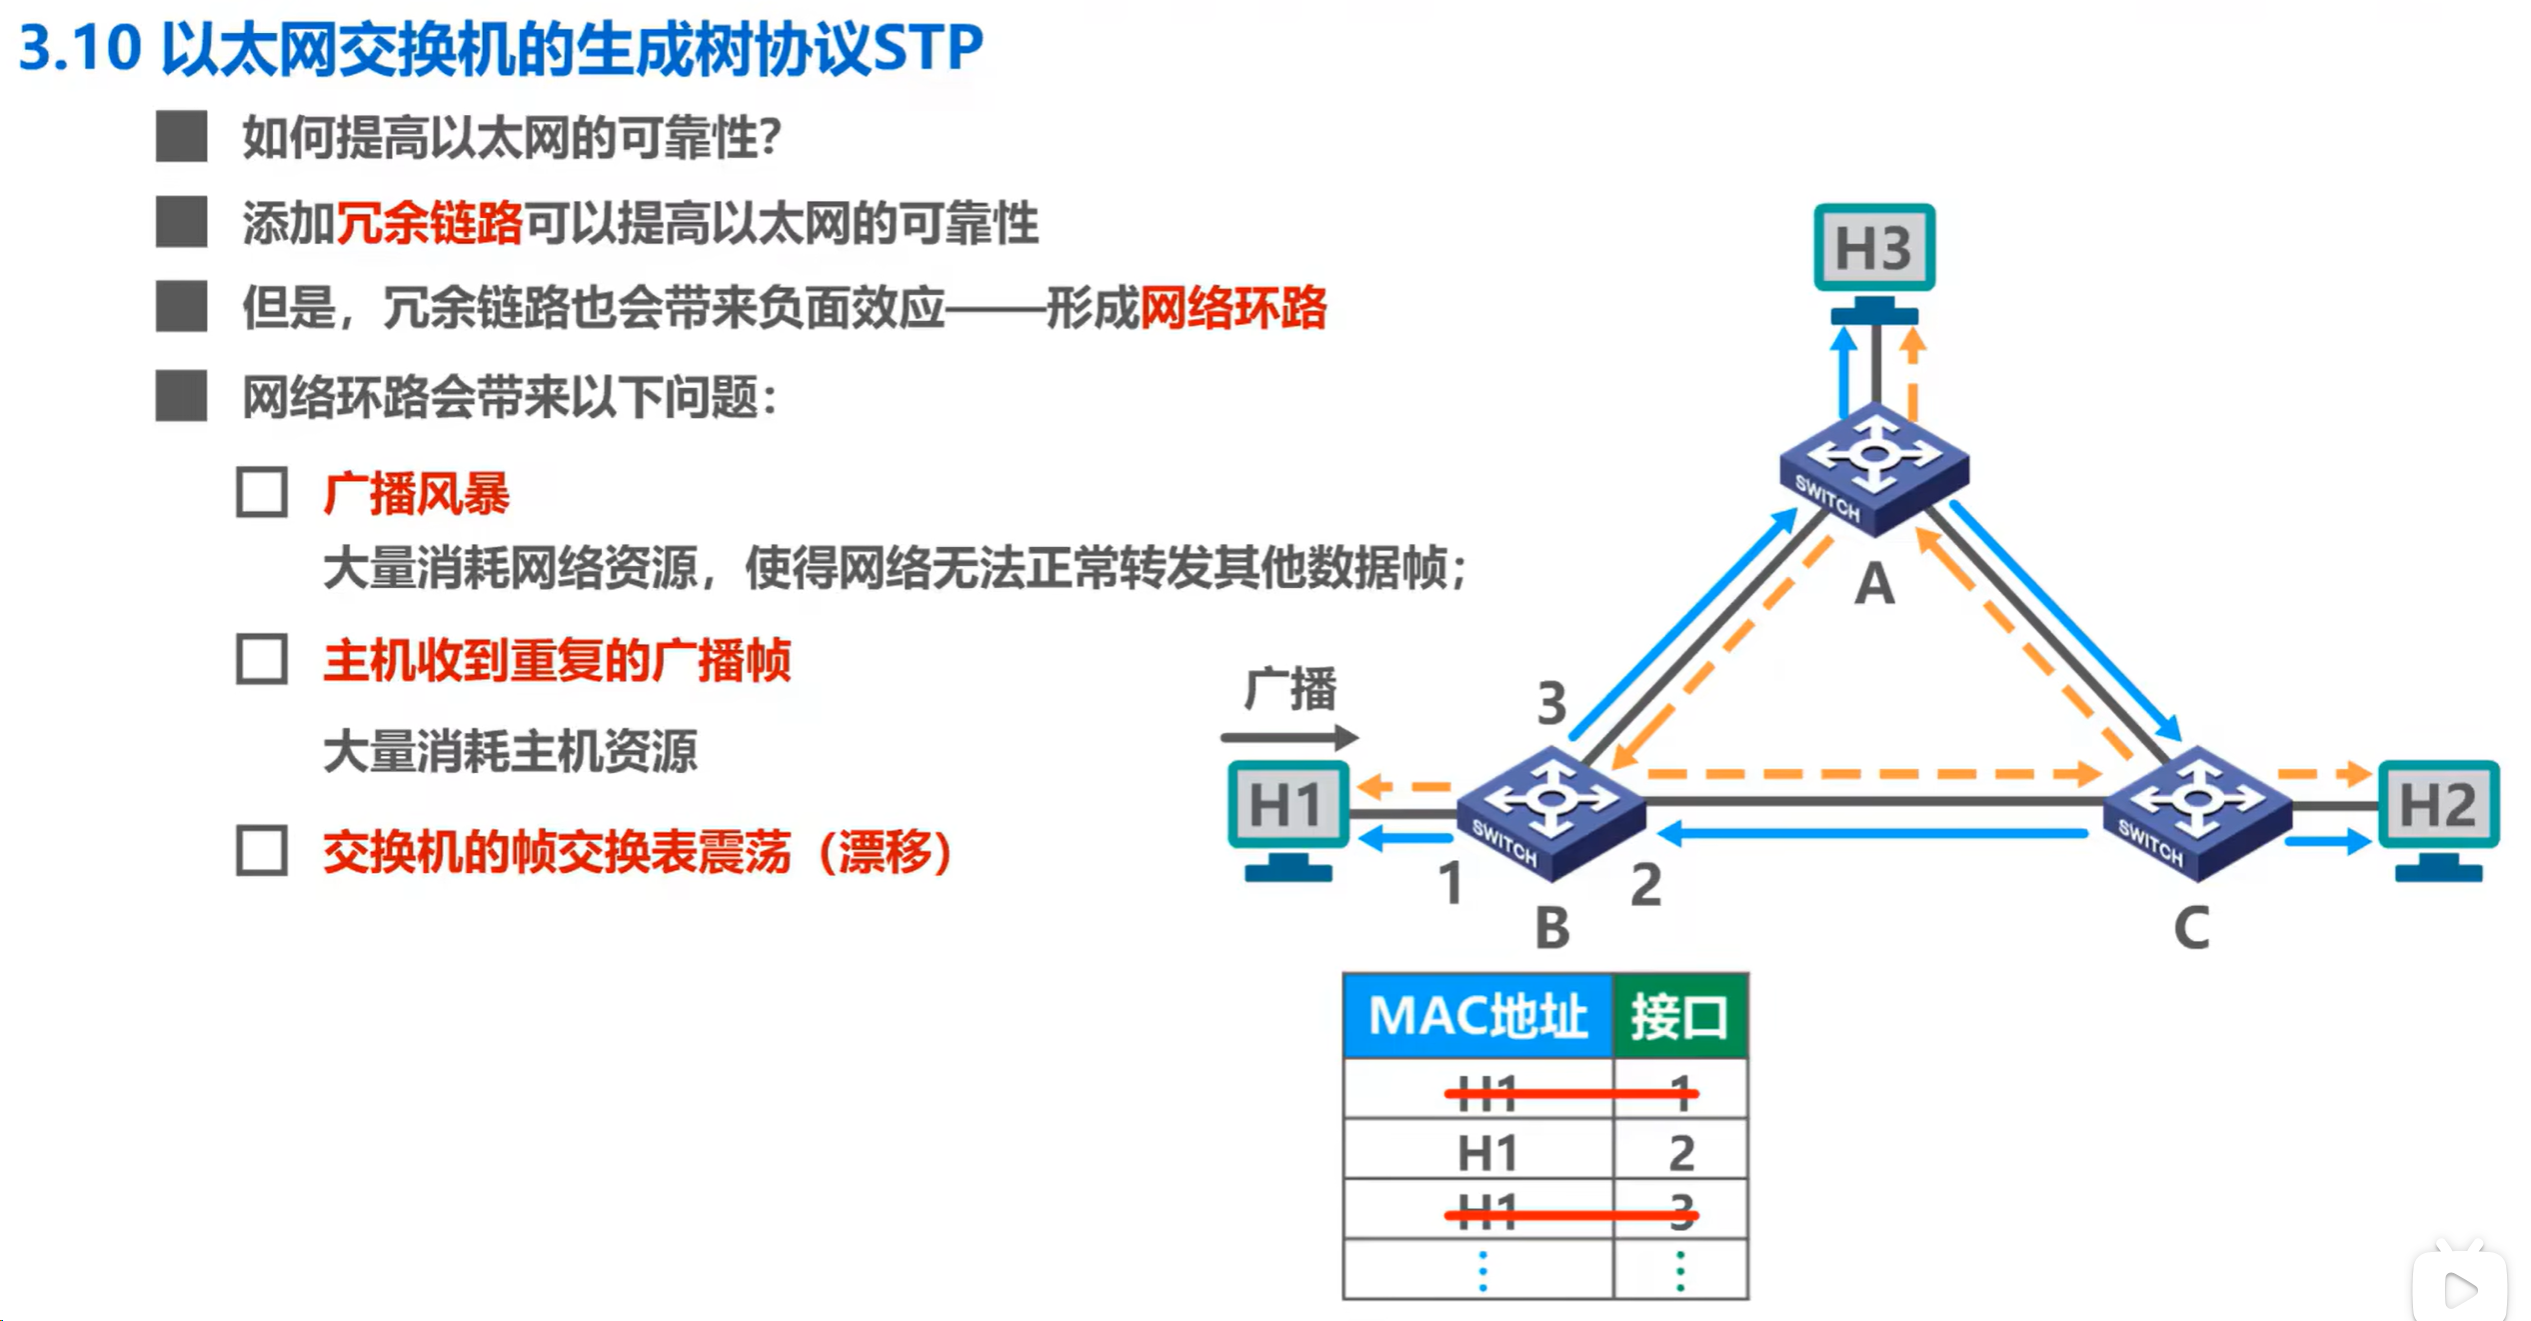 3.10 以太网交换机的生成树协议STP
如何提高以太网的可靠性？
添加冗余链路可以提高以太网的可靠性
但是，冗余链路也会带来负面效应——形成网络环路
网络环路会带来以下问题：
广播风暴
大量消耗网络资源，使得网络无法正常转发其他数据帧；
主机收到重复的广播帧
大量消耗主机资源
交换机的帧交换表震荡（漂移）
H3
SWITCH
A
广播
3
H1
SWITCH
SWITCH
H2
1
2
B
C
MAC地址 接口
H1 1
H1 2
H1 3
⋮ ⋮